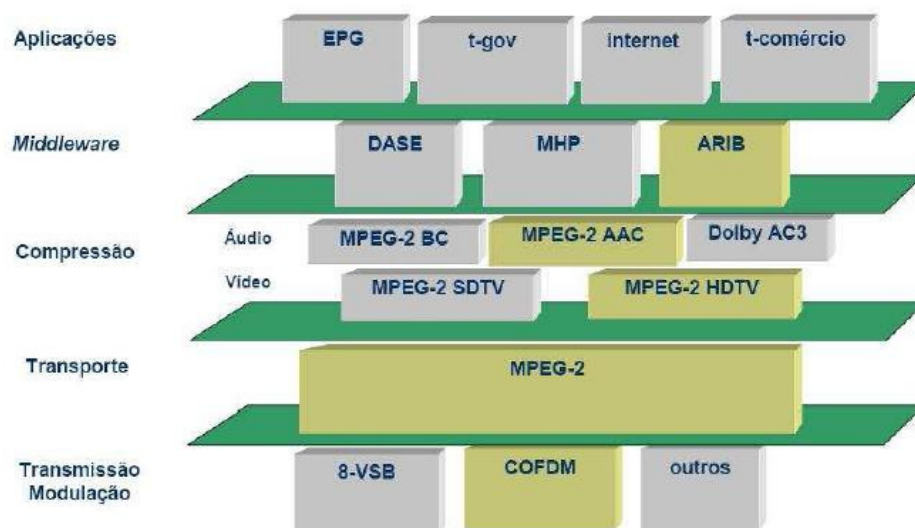 Aplicações
EPG
t-gov
internet
t-comércio
Middleware
DASE
MHP
ARIB
Compressão
Áudio
MPEG-2 BC
MPEG-2 AAC
Dolby AC3
Vídeo
MPEG-2 SDTV
MPEG-2 HDTV
Transporte
MPEG-2
Transmissão
Modulação
8-VSB
COFDM
outros